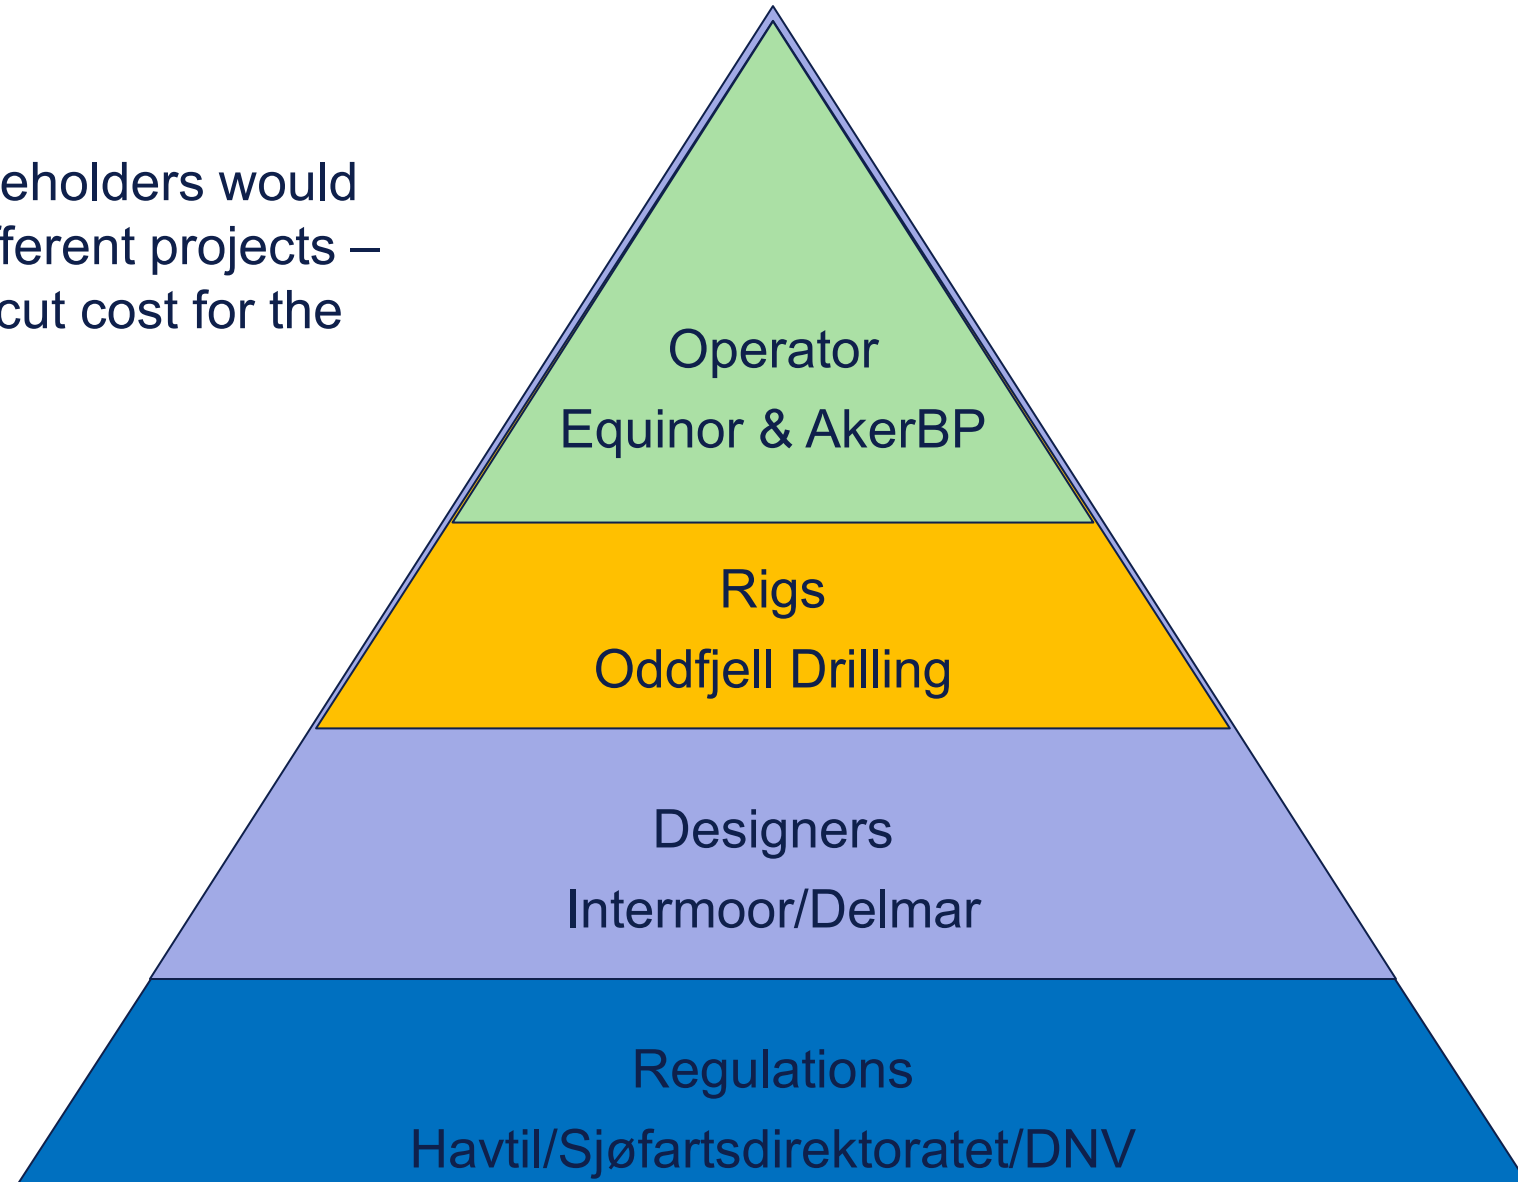 eholders would
fferent projects –
cut cost for the
Operator
Equinor & AkerBP
Rigs
Oddfjell Drilling
Designers
Intermoor/Delmar
Regulations
Havtil/Sjøfartsdirektoratet/DNV